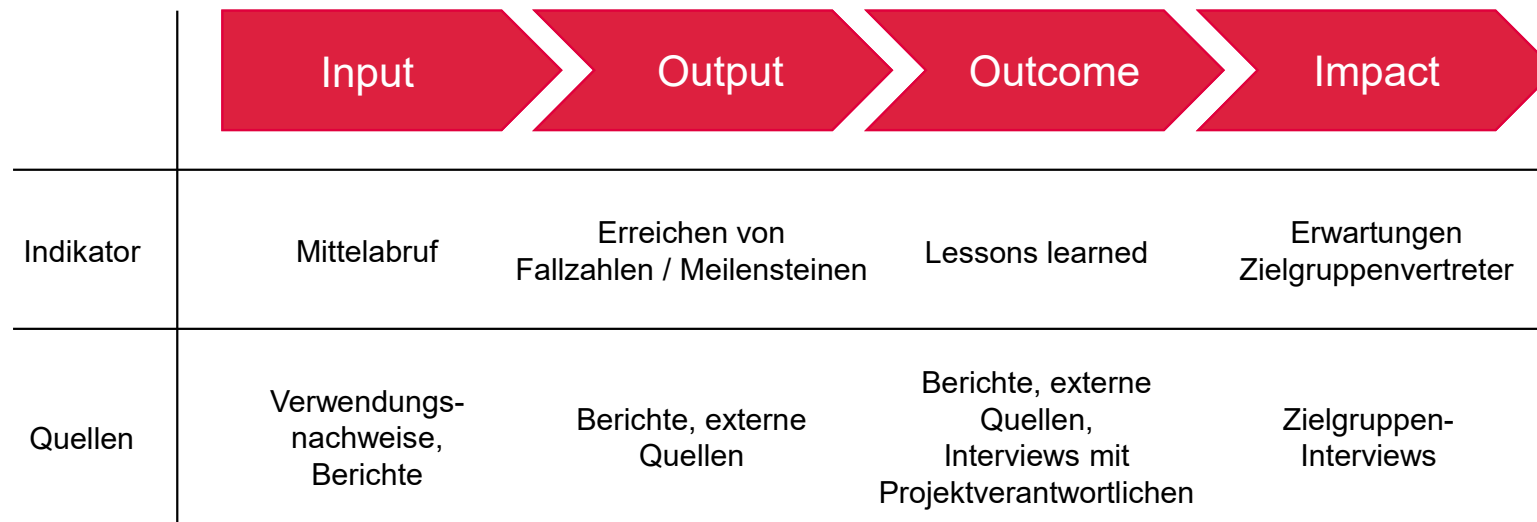 Input
Output
Outcome
Impact
Indikator
Mittelabruf
Erreichen von
Fallzahlen / Meilensteinen
Lessons learned
Erwartungen
Zielgruppenvertreter
Quellen
Verwendungs-
nachweise,
Berichte
Berichte, externe
Quellen
Berichte, externe
Quellen,
Interviews mit
Projektverantwortlichen
Zielgruppen-
Interviews